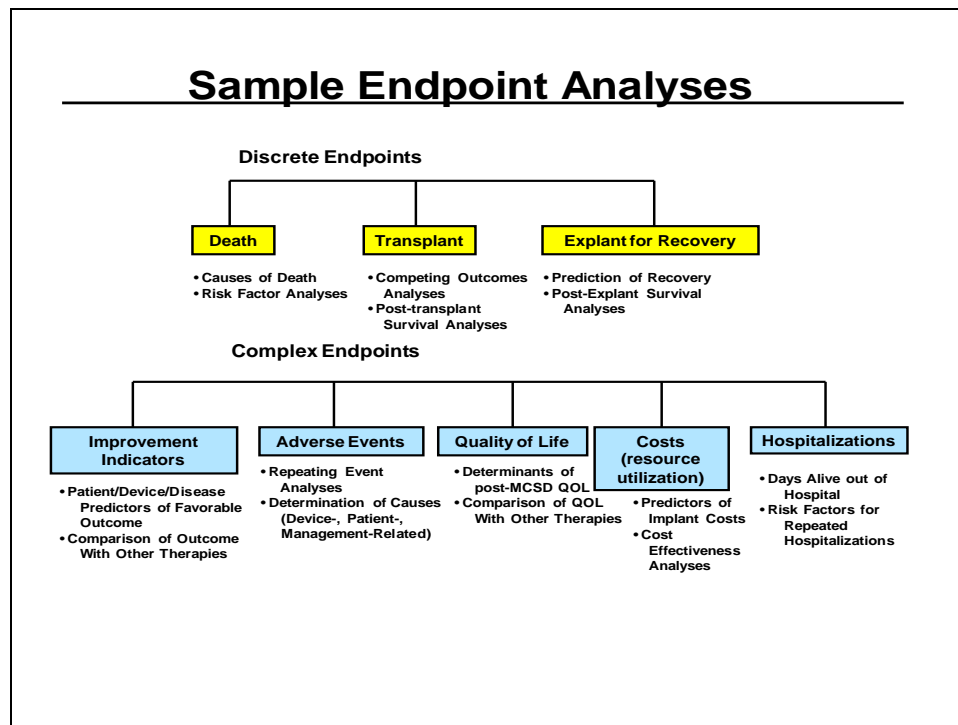 Sample Endpoint Analyses
Discrete Endpoints
Death
• Causes of Death
• Risk Factor Analyses
Transplant
• Competing Outcomes
Analyses
• Post-transplant
Survival Analyses
Explant for Recovery
• Prediction of Recovery
• Post-Explant Survival
Analyses
Complex Endpoints
Improvement
Indicators
• Patient/Device/Disease
Predictors of Favorable
Outcome
• Comparison of Outcome
With Other Therapies
Adverse Events
• Repeating Event
Analyses
• Determination of Causes
(Device-, Patient-,
Management-Related)
Quality of Life
• Determinants of
post-MCSD QOL
• Comparison of QOL
With Other Therapies
Costs
(resource
utilization)
• Predictors of
Implant Costs
• Cost
Effectiveness
Analyses
Hospitalizations
• Days Alive out of
Hospital
• Risk Factors for
Repeated
Hospitalizations